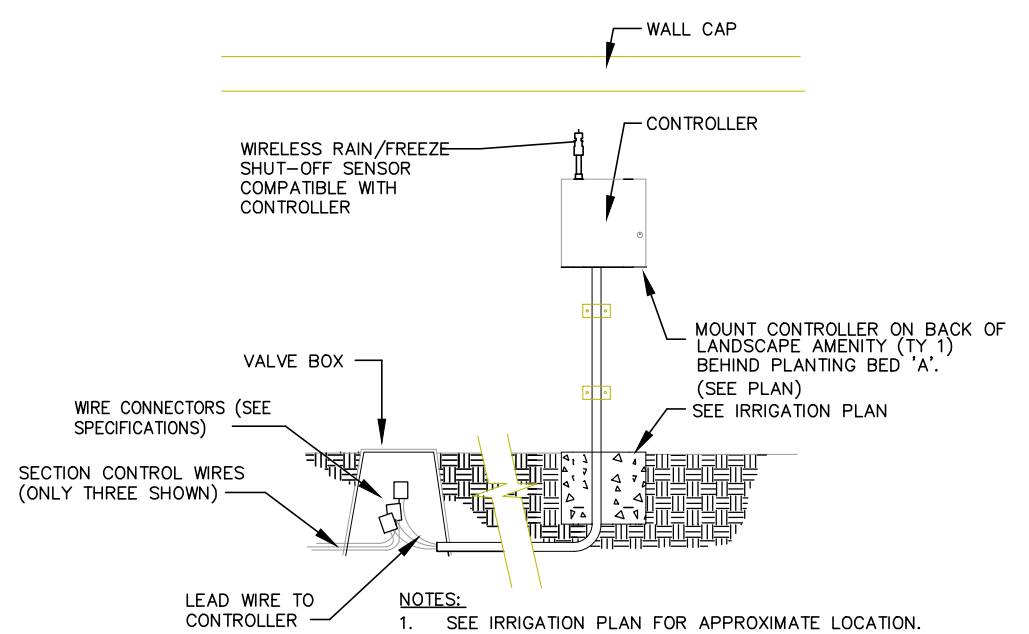 WALL CAP
CONTROLLER
WIRELESS RAIN/FREEZE
SHUT-OFF SENSOR
COMPATIBLE WITH
CONTROLLER
MOUNT CONTROLLER ON BACK OF
LANDSCAPE AMENITY (TY 1)
BEHIND PLANTING BED 'A'.
(SEE PLAN)
SEE IRRIGATION PLAN
VALVE BOX
WIRE CONNECTORS (SEE
SPECIFICATIONS)
SECTION CONTROL WIRES
(ONLY THREE SHOWN)
LEAD WIRE TO
CONTROLLER
NOTES:
1. SEE IRRIGATION PLAN FOR APPROXIMATE LOCATION.